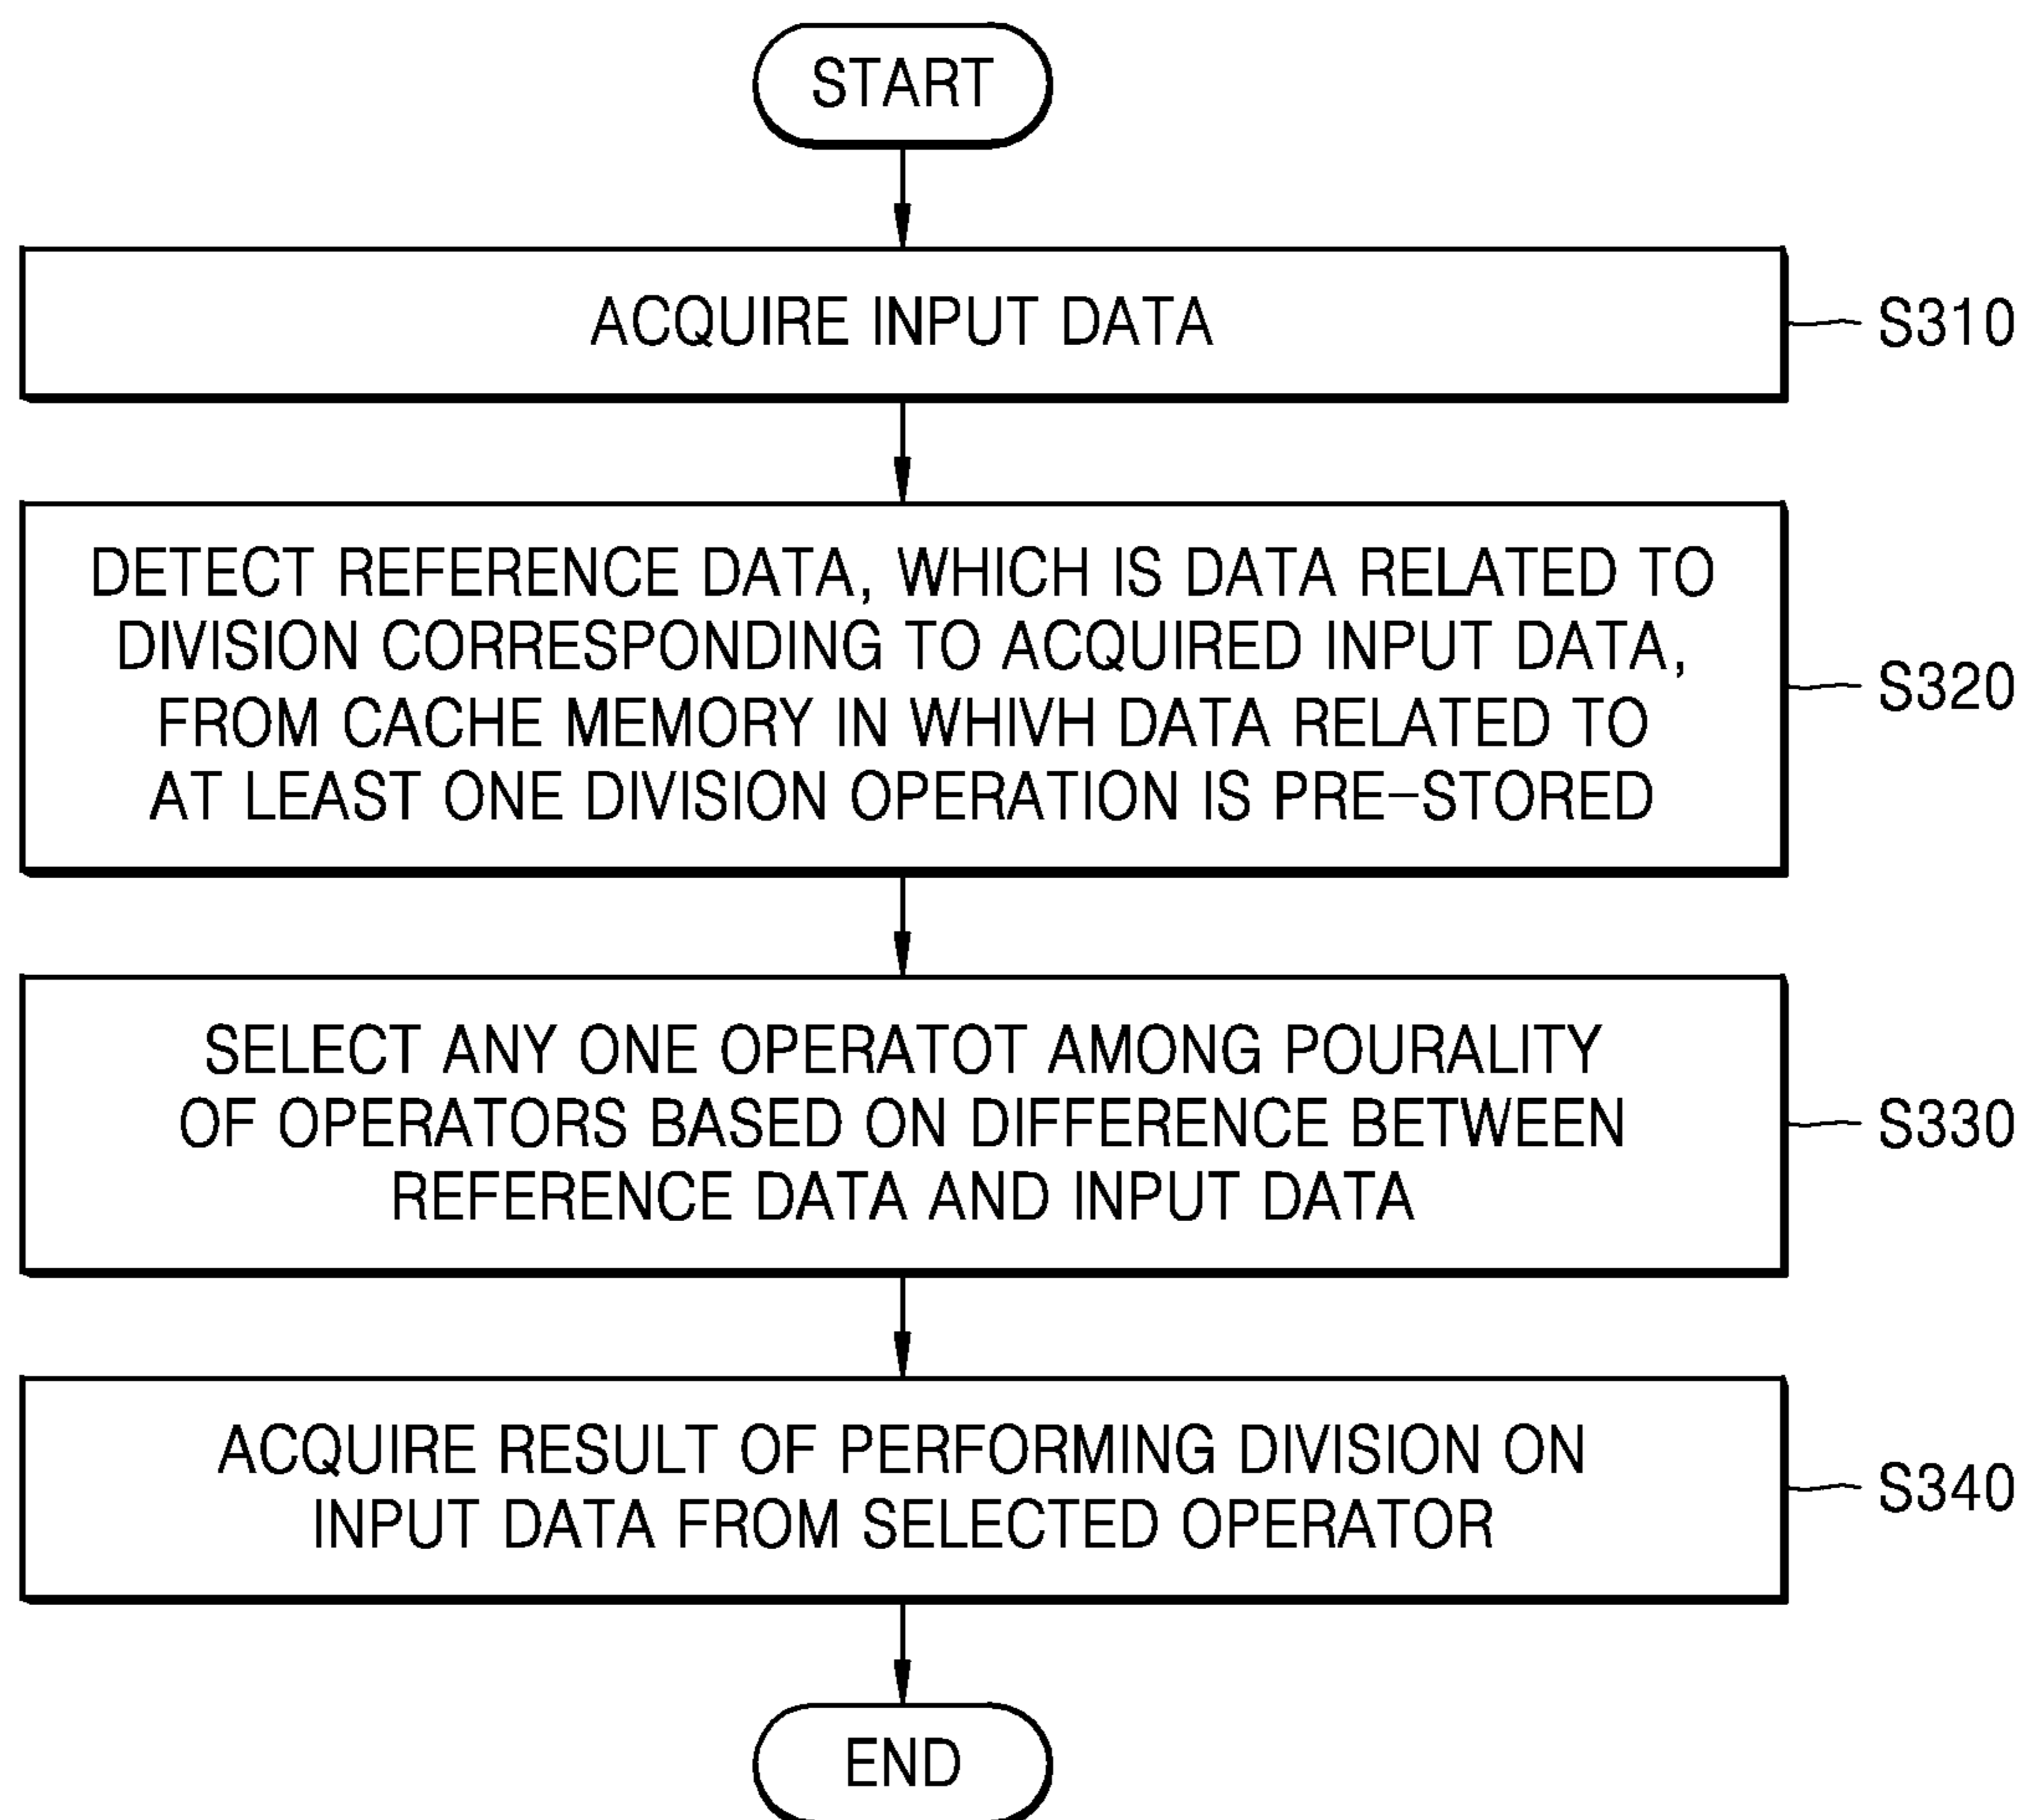 START
ACQUIRE INPUT DATA
S310
DETECT REFERENCE DATA, WHICH IS DATA RELATED TO
DIVISION CORRESPONDING TO ACQUIRED INPUT DATA,
FROM CACHE MEMORY IN WHIVH DATA RELATED TO
AT LEAST ONE DIVISION OPERATION IS PRE-STORED
S320
SELECT ANY ONE OPERATOT AMONG POURALITY
OF OPERATORS BASED ON DIFFERENCE BETWEEN
REFERENCE DATA AND INPUT DATA
S330
ACQUIRE RESULT OF PERFORMING DIVISION ON
INPUT DATA FROM SELECTED OPERATOR
S340
END